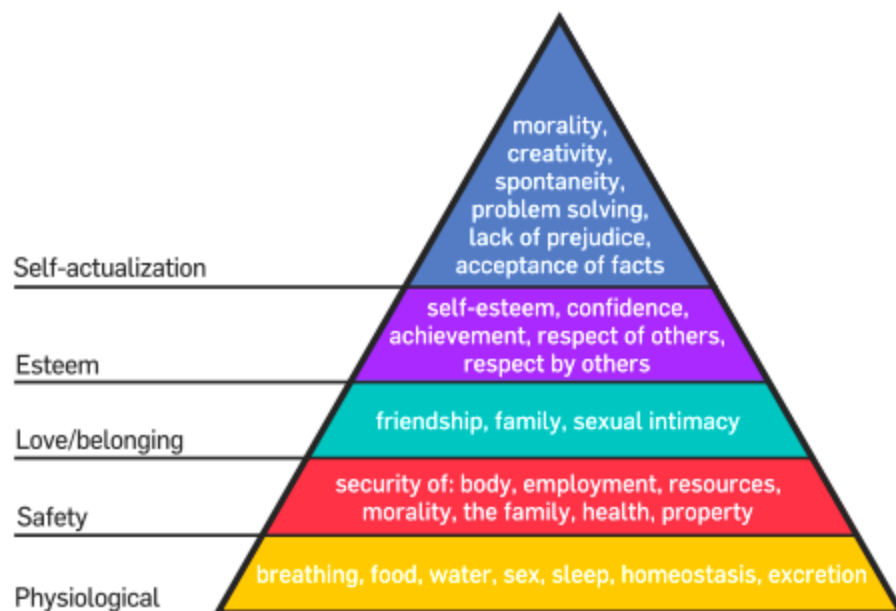 morality,
creativity,
spontaneity,
problem solving,
lack of prejudice,
acceptance of facts
Self-actualization
self-esteem, confidence,
achievement, respect of others,
respect by others
Esteem
friendship, family, sexual intimacy
Love/belonging
security of: body, employment, resources,
morality, the family, health, property
Safety
breathing, food, water, sex, sleep, homeostasis, excretion
Physiological